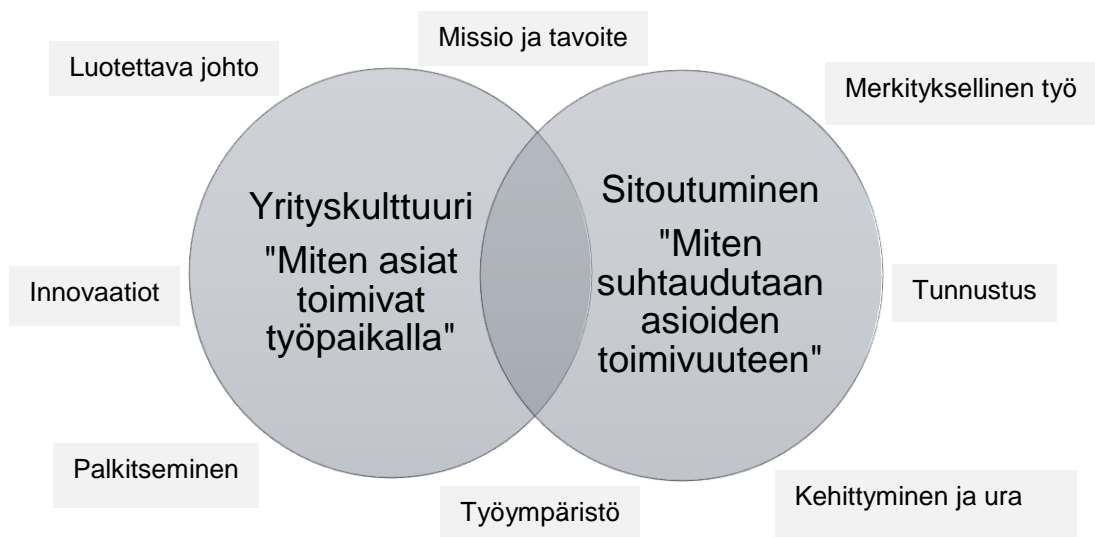 Missio ja tavoite
Luotettava johto
Merkityksellinen työ
Yrityskulttuuri
"Miten asiat
toimivat
työpaikalla"
Sitoutuminen
"Miten
suhtaudutaan
asioiden
toimivuuteen"
Innovaatiot
Tunnustus
Palkitseminen
Työympäristö
Kehittyminen ja ura